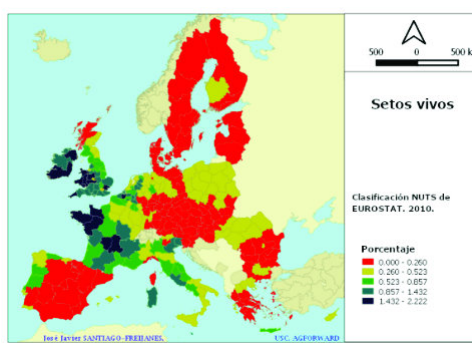 500 0 500 k
Setos vivos
Clasificación NUTS de
EUROSTAT. 2010.
Porcentaje
0.000 - 0.260
0.260 - 0.523
0.523 - 0.857
0.857 - 1.432
1.432 - 2.222
José Javier SANTIAGO-FREIJANES. USC. AGFORWARD